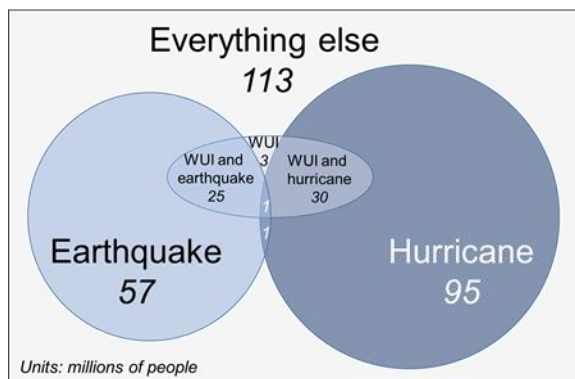 Everything else
113
WUI
3
WUI and
earthquake
25
WUI and
hurricane
30
1
1
Earthquake
57
Hurricane
95
Units: millions of people